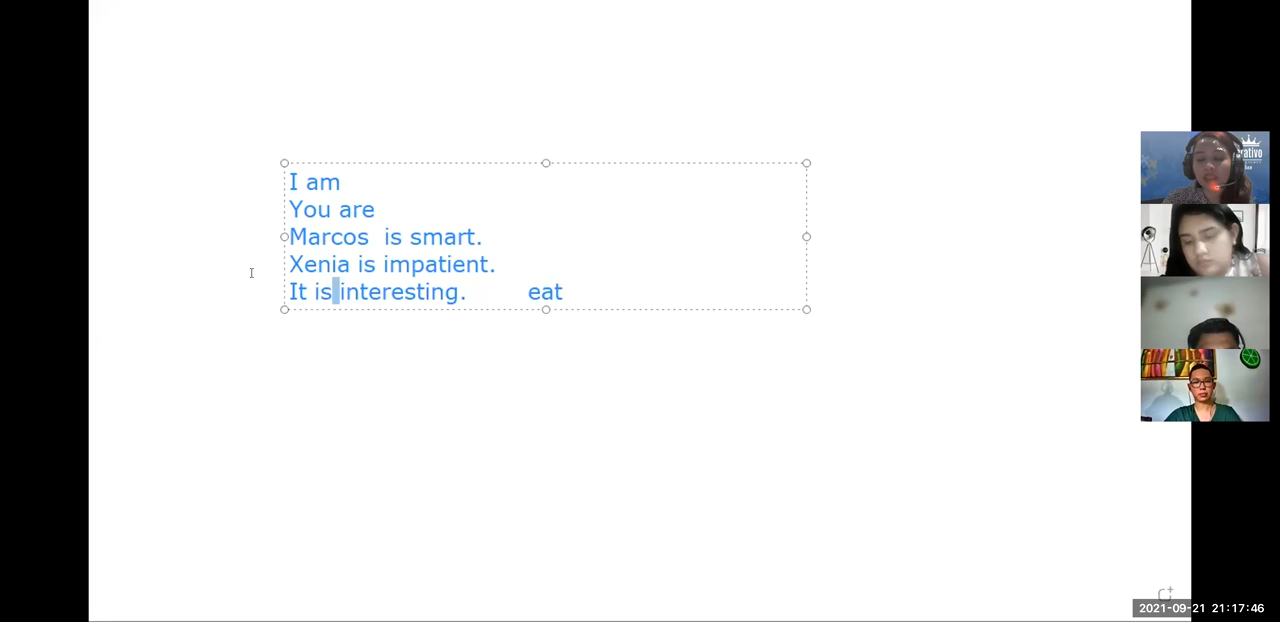 I am
You are
Marcos  is smart.
Xenia is impatient.
It is interesting.        eat
rativo
2021-09-21 21:17:46